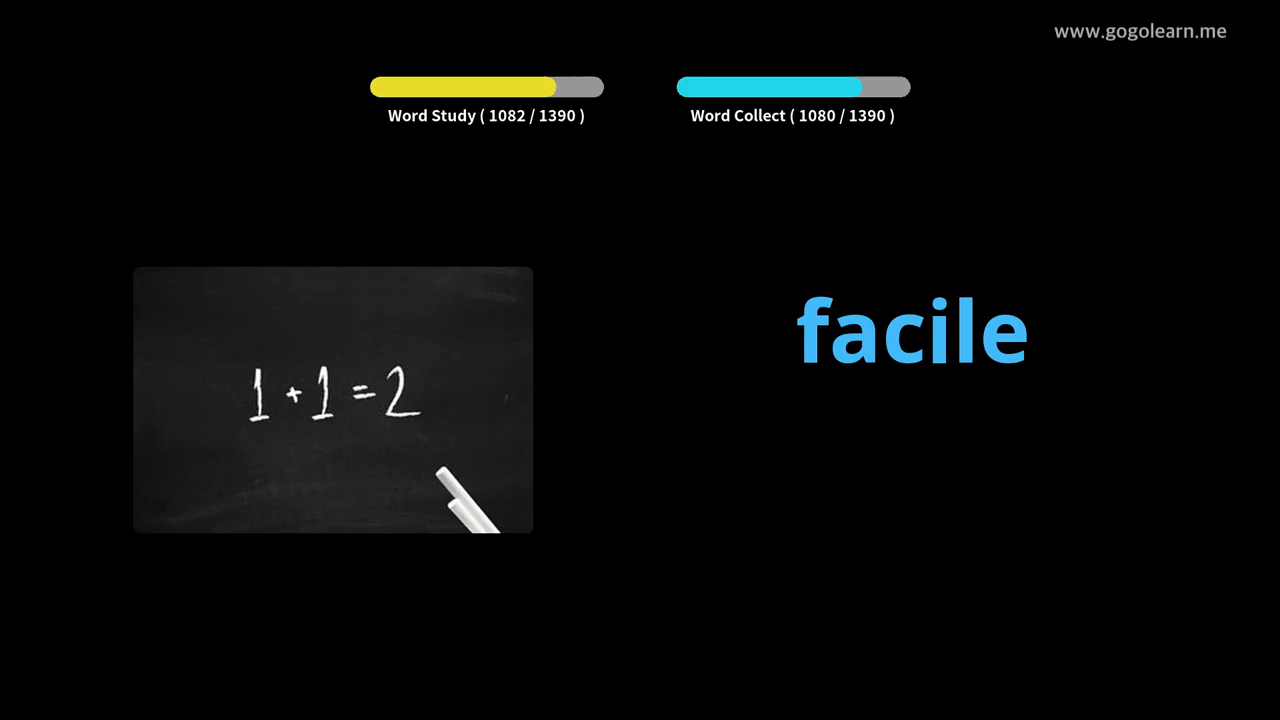 www.gogolearn.me
Word Study ( 1082 / 1390 )
Word Collect ( 1080 / 1390 )
1 + 1 = 2
facile